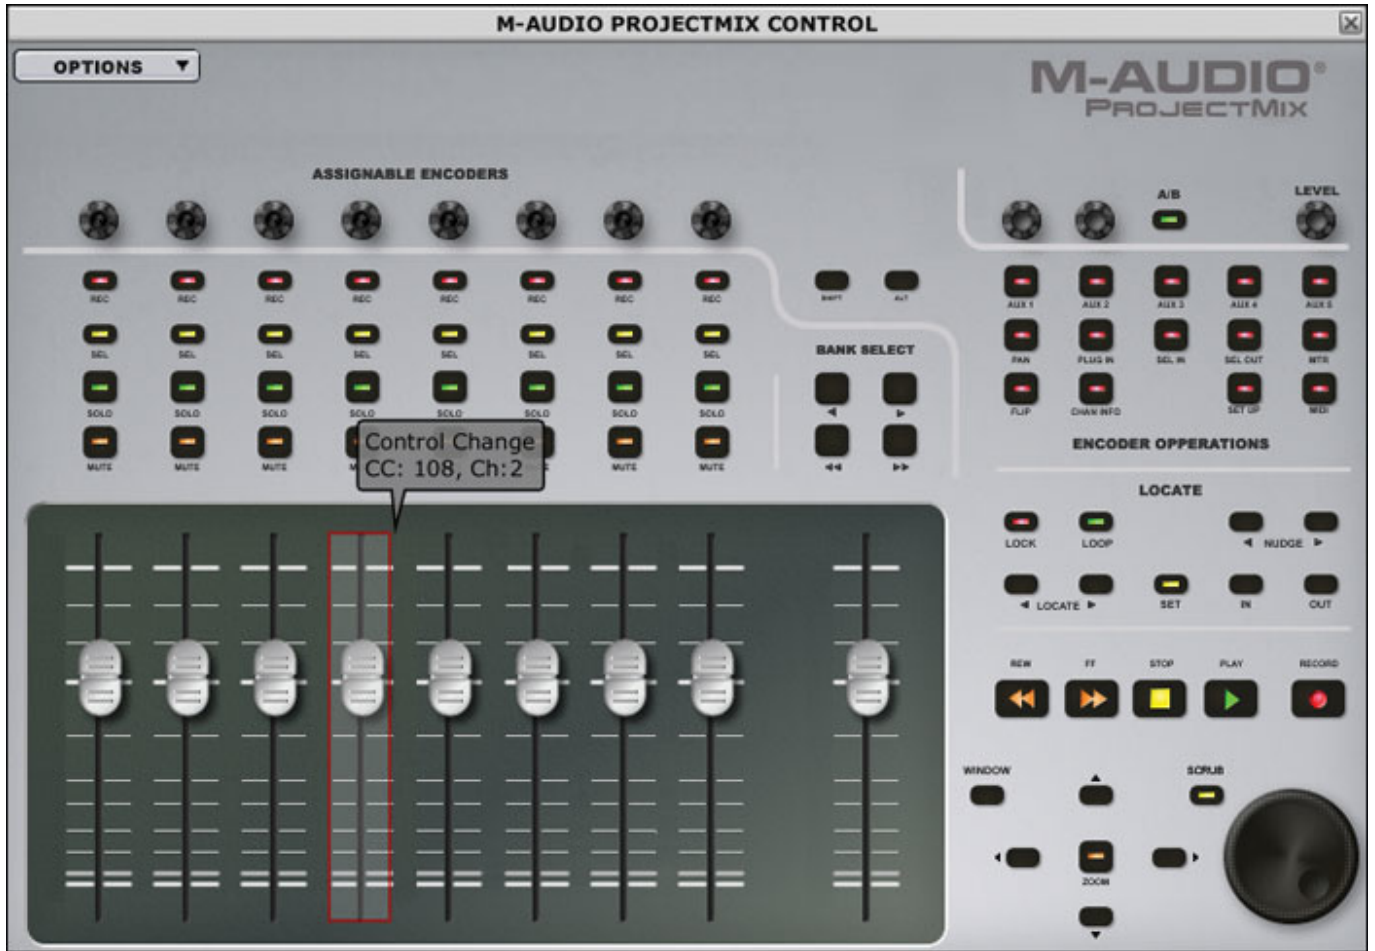 M-AUDIO PROJECTMIX CONTROL
OPTIONS
M-AUDIO®
PROJECTMIX
ASSIGNABLE ENCODERS
A/B
LEVEL
REC REC REC REC REC REC REC REC
SHIFT ALT
AUX 1 AUX 2 AUX 3 AUX 4 AUX 5
SEL SEL SEL SEL SEL SEL SEL SEL
BANK SELECT
PAN PLUG IN SEL IN SEL OUT MTR
SOLO SOLO SOLO SOLO SOLO SOLO SOLO SOLO
FLIP CHAN INFO SET UP MIDI
Control Change
CC: 108, Ch:2
ENCODER OPPERATIONS
MUTE MUTE MUTE MUTE MUTE
LOCATE
LOCK LOOP NUDGE
LOCATE SET IN OUT
REW FF STOP PLAY RECORD
WINDOW SCRUB
ZOOM